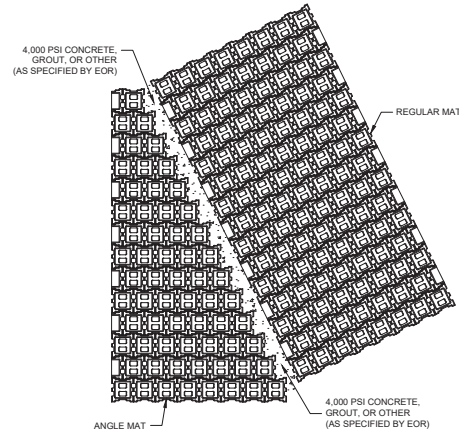 4,000 PSI CONCRETE,
GROUT, OR OTHER
(AS SPECIFIED BY EOR)
REGULAR MAT
4,000 PSI CONCRETE,
GROUT, OR OTHER
(AS SPECIFIED BY EOR)
ANGLE MAT